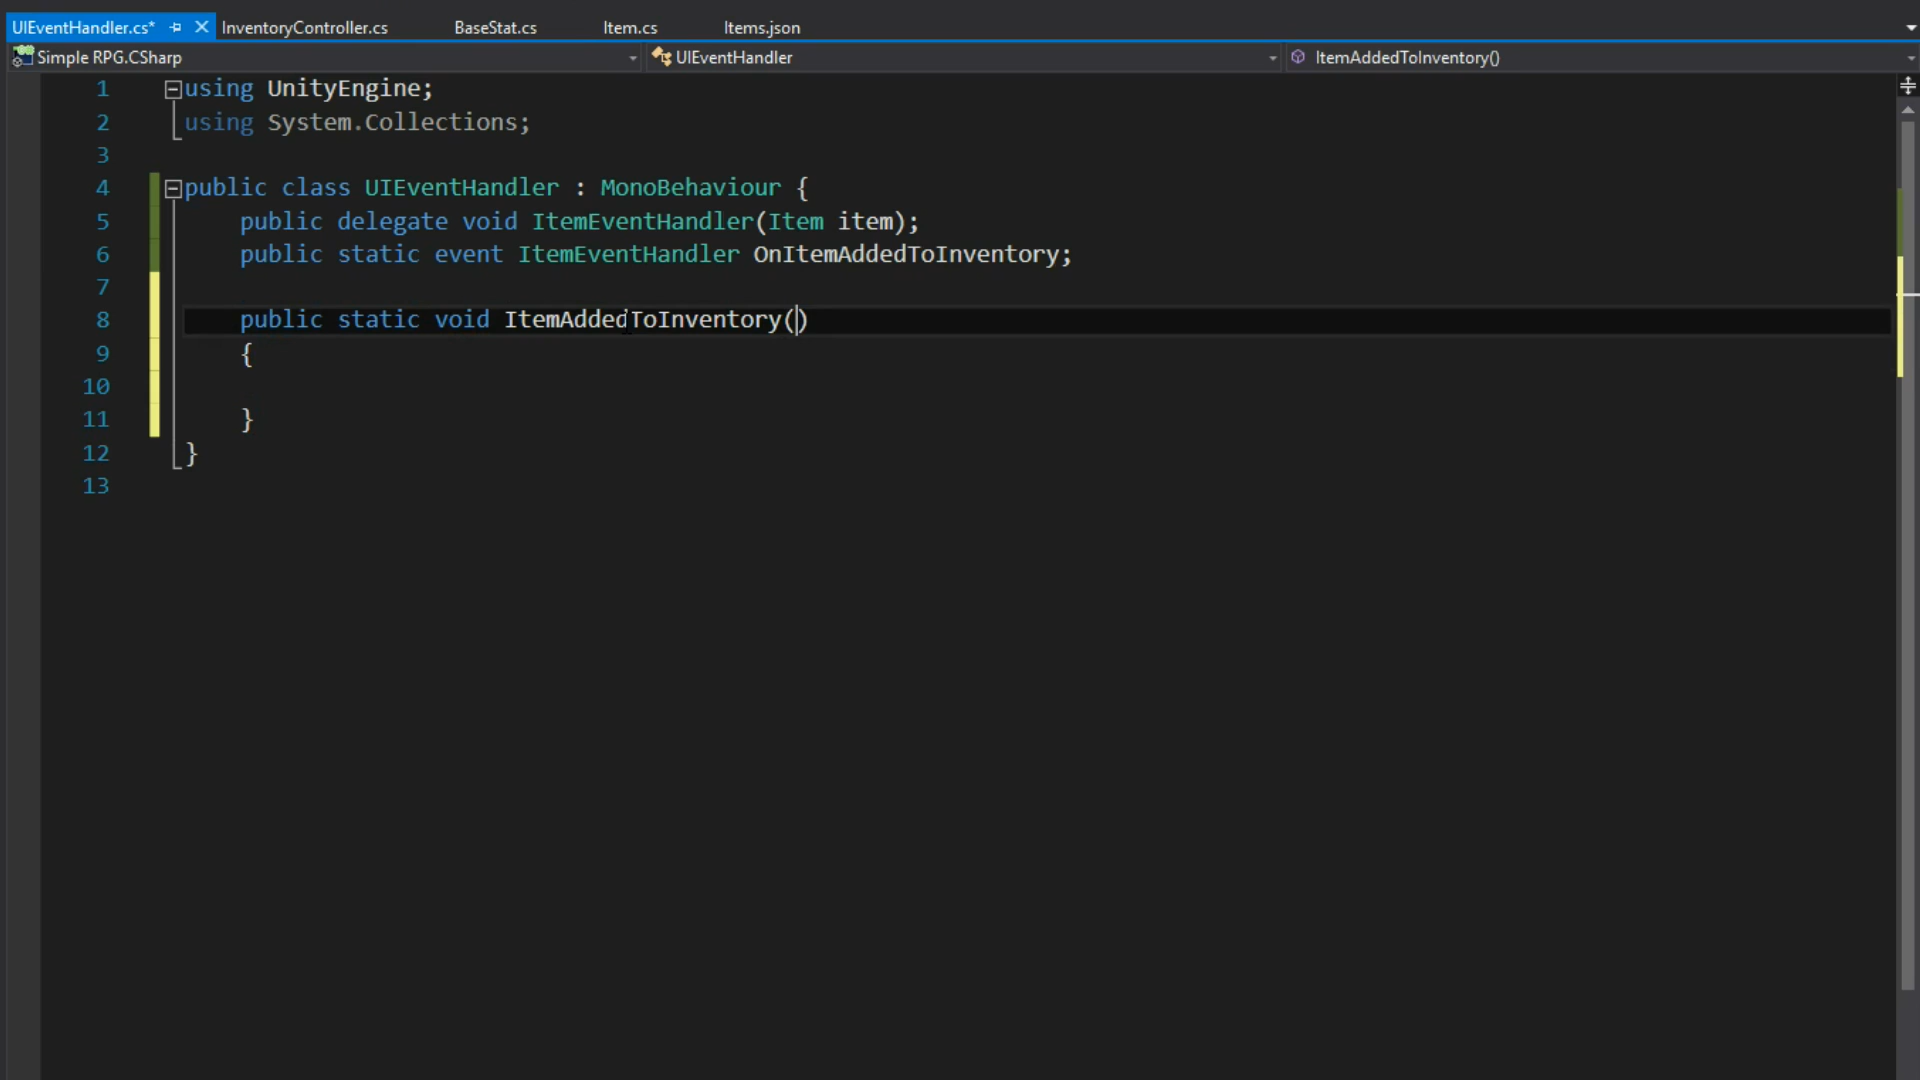 UIEventHandler.cs* InventoryController.cs BaseStat.cs Item.cs Items.json
Simple RPG.CSharp UIEventHandler ItemAddedToInventory()
1 using UnityEngine;
2 using System.Collections;
3
4 public class UIEventHandler : MonoBehaviour {
5 public delegate void ItemEventHandler(Item item);
6 public static event ItemEventHandler OnItemAddedToInventory;
7
8 public static void ItemAddedToInventory()
9 {
10
11 }
12 }
13